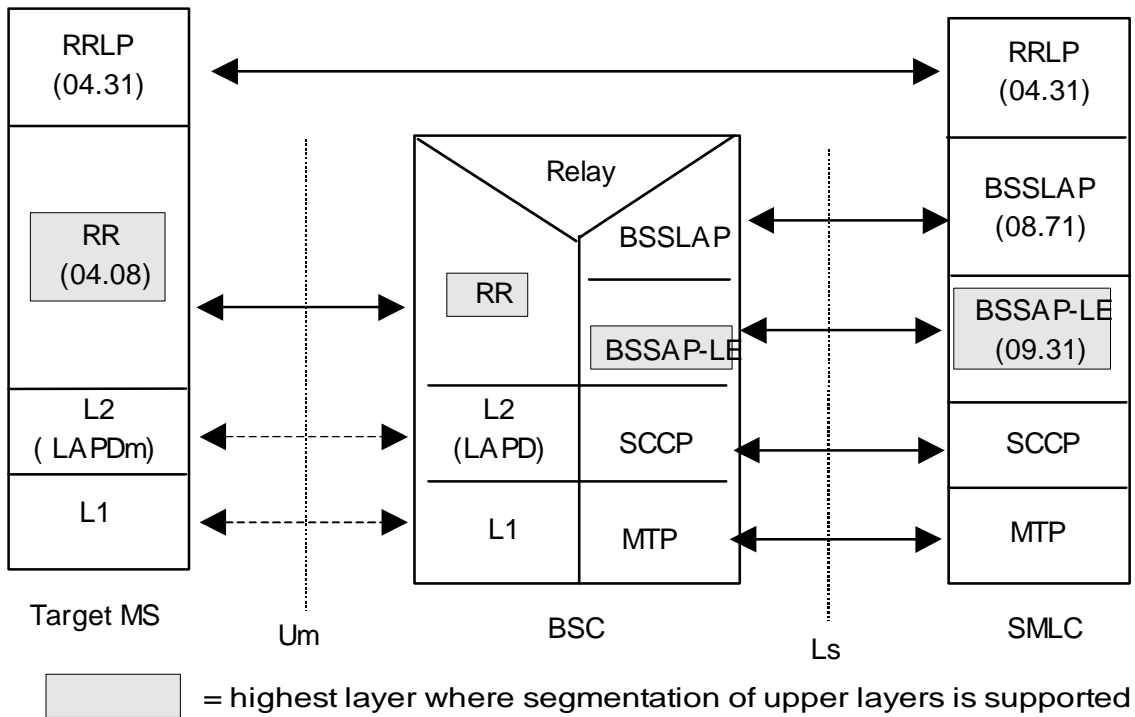 RRLP
(04.31)
RR
(04.08)
L2
( LAPDm)
L1
Target MS
Um
Relay
RR
BSSLAP
BSSAP-LE
L2
(LAPD)
SCCP
L1
MTP
BSC
Ls
RRLP
(04.31)
BSSLAP
(08.71)
BSSAP-LE
(09.31)
SCCP
MTP
SMLC
= highest layer where segmentation of upper layers is supported